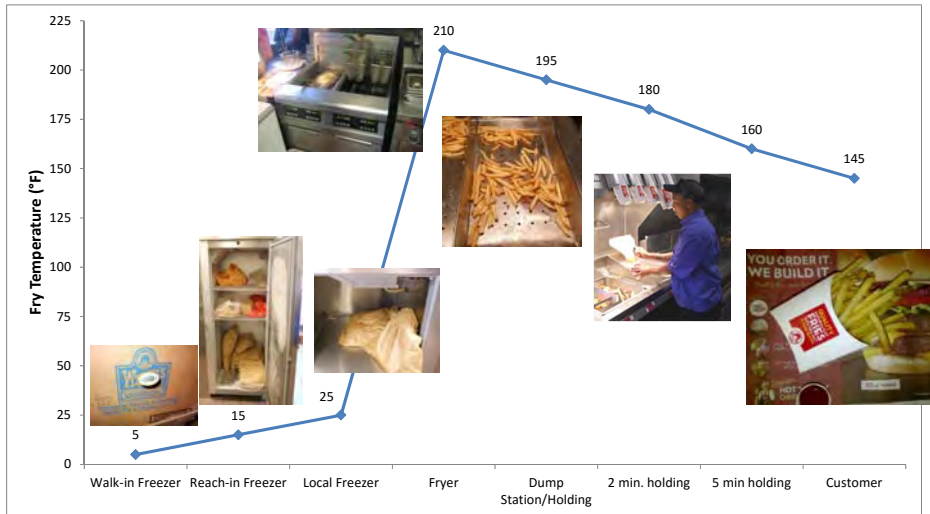 225
200
175
150
125
100
75
50
25
0
Fry Temperature (°F)
5
15
25
210
195
180
160
145
YOU ORDER IT.
WE BUILD IT.
QUALITY
FRIES
HOT
Walk-in Freezer
Reach-in Freezer
Local Freezer
Fryer
Dump
Station/Holding
2 min. holding
5 min holding
Customer